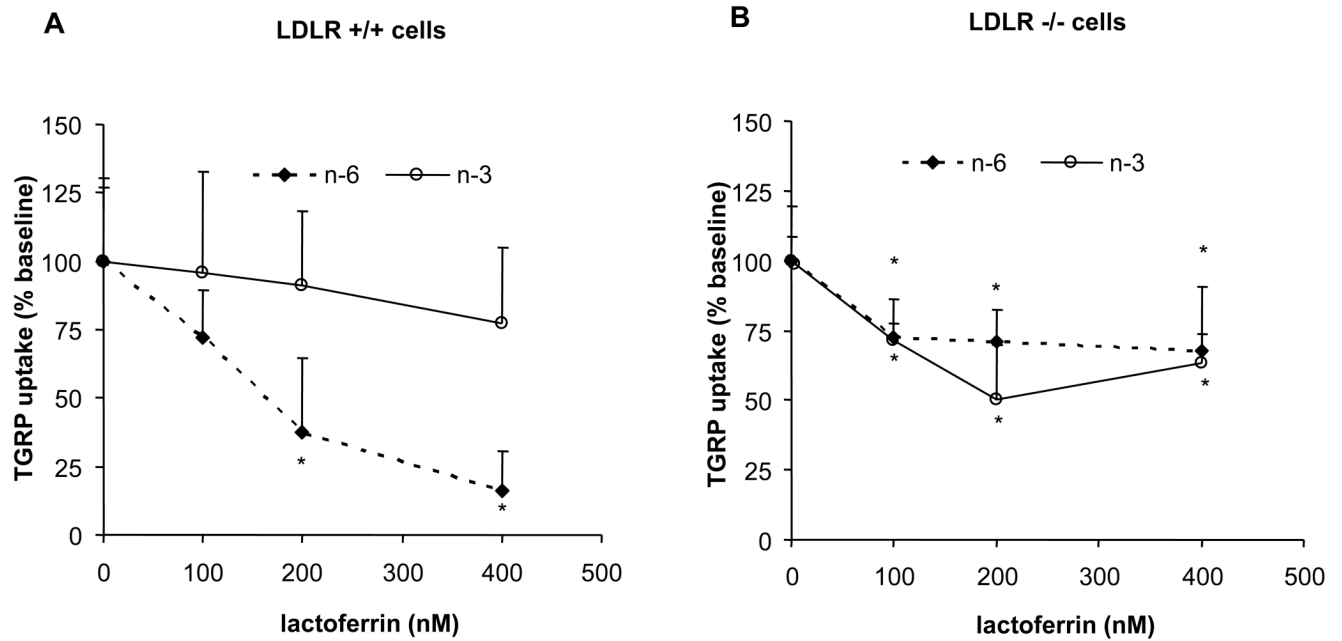 A
LDLR +/+ cells
TGRP uptake (% baseline)
150
125
100
75
50
25
0
n-6
n-3
*
*
0
100
200
300
400
500
lactoferrin (nM)
B
LDLR -/- cells
TGRP uptake (% baseline)
150
125
100
75
50
25
0
n-6
n-3
*
*
*
*
*
*
0
100
200
300
400
500
lactoferrin (nM)